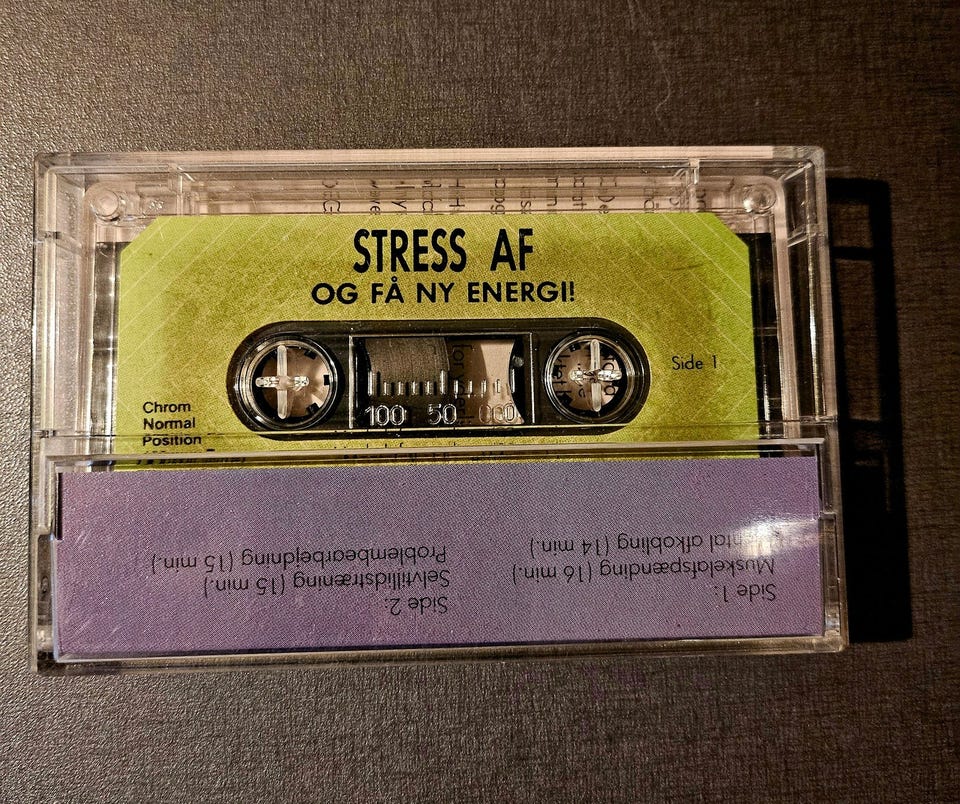 STRESS AF
OG FÅ NY ENERGI!
Side 1
100 50
Chrom
Normal
Position
Side 1:
Muskelafspænding (16 min.)
afkobling (14 min.)
Side 2:
Selvtillidstræning (15 min.)
Problembearbejdning (15 min.)